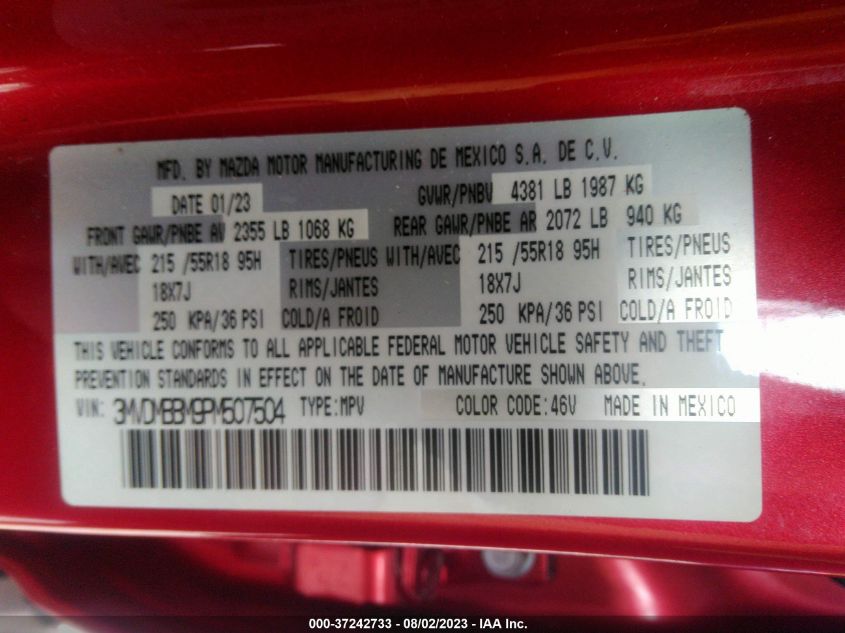 MFD. BY MAZDA MOTOR MANUFACTURING DE MEXICO S.A. DE C.V.
DATE 01/23 GVWR/PNBV 4381 LB 1987 KG
FRONT GAWR/PNBE AV 2355 LB 1068 KG REAR GAWR/PNBE AR 2072 LB 940 KG
WITH/AVEC 215 /55R18 95H TIRES/PNEUS WITH/AVEC 215 /55R18 95H TIRES/PNEUS
18X7J RIMS/JANTES 18X7J RIMS/JANTES
250 KPA/36 PSI COLD/A FROID 250 KPA/36 PSI COLD/A FROID
THIS VEHICLE CONFORMS TO ALL APPLICABLE FEDERAL MOTOR VEHICLE SAFETY AND THEFT
PREVENTION STANDARDS IN EFFECT ON THE DATE OF MANUFACTURE SHOWN ABOVE.
VIN: 3MVDMBBM9PM507504 TYPE:MPV COLOR CODE:46V MADE IN MEXICO
000-37242733 - 08/02/2023 - IAA Inc.